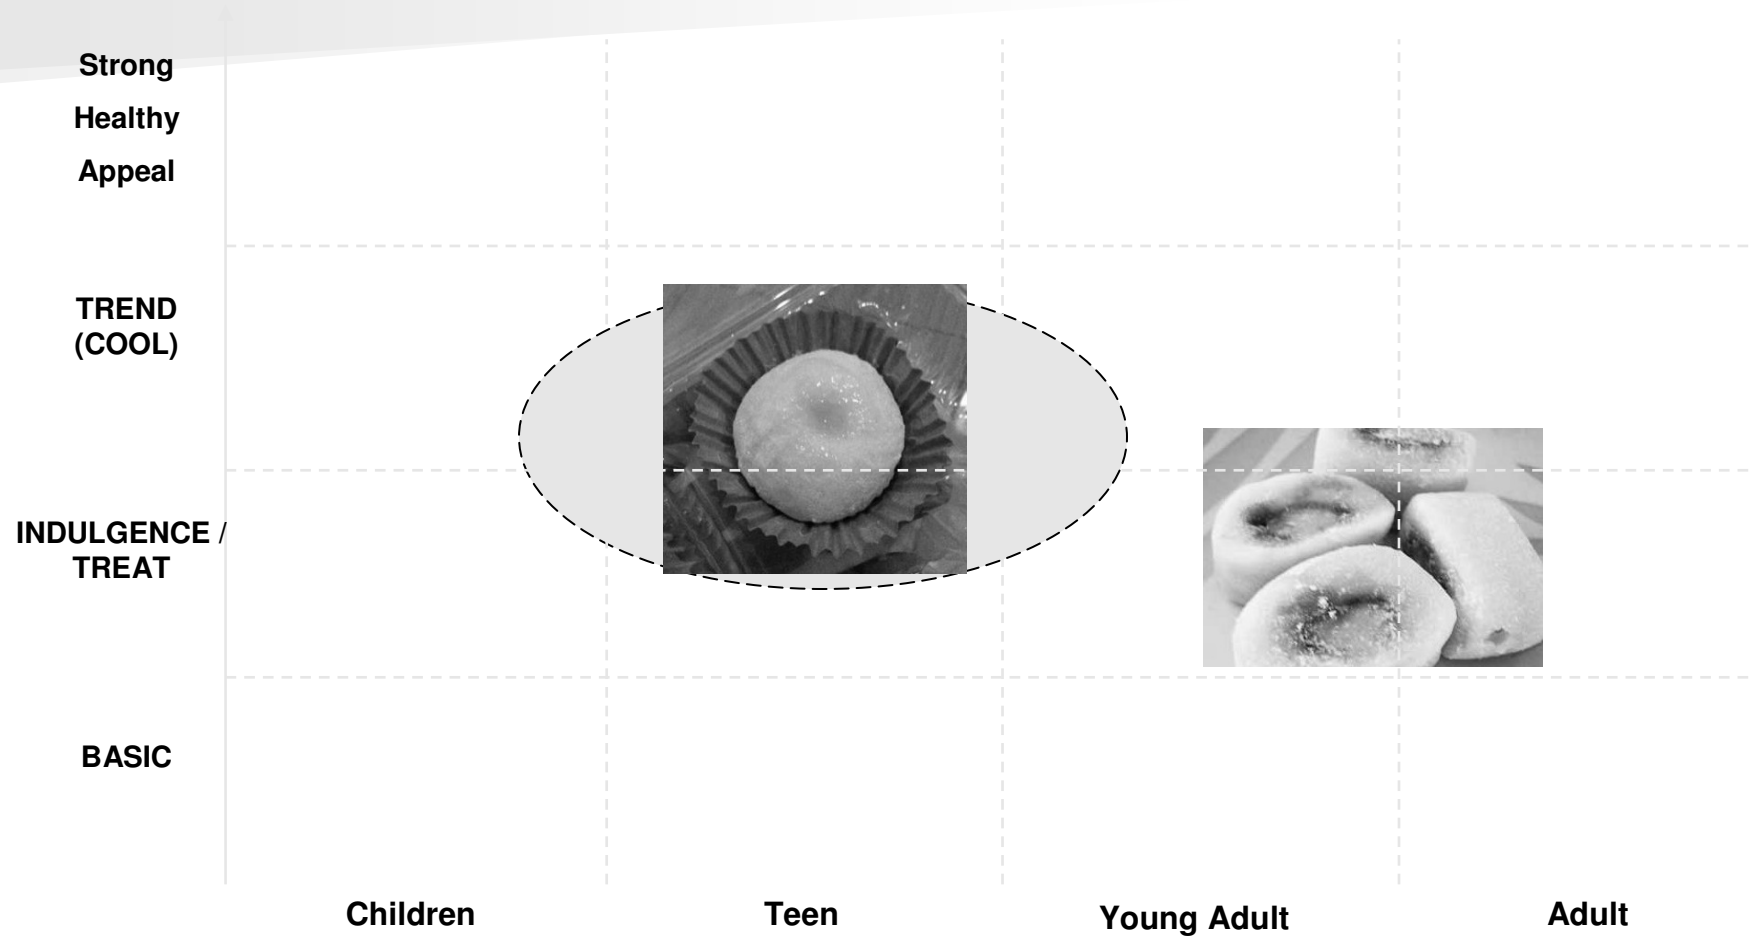 Strong
Healthy
Appeal
TREND
(COOL)
INDULGENCE /
TREAT
BASIC
Children
Teen
Young Adult
Adult